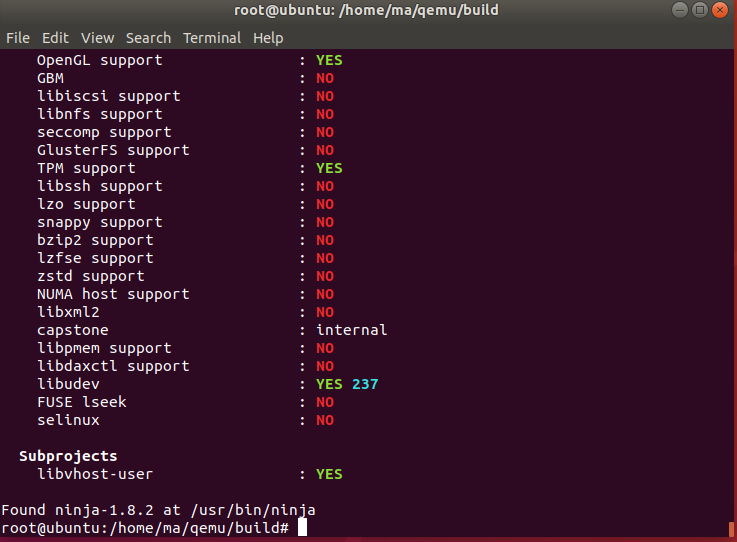 root@ubuntu: /home/ma/qemu/build
File Edit View Search Terminal Help
OpenGL support : YES
GBM : NO
libiscsi support : NO
libnfs support : NO
seccomp support : NO
GlusterFS support : NO
TPM support : YES
libssh support : NO
lzo support : NO
snappy support : NO
bzip2 support : NO
lzfse support : NO
zstd support : NO
NUMA host support : NO
libxml2 : NO
capstone : internal
libpmem support : NO
libdaxctl support : NO
libudev : YES 237
FUSE lseek : NO
selinux : NO
Subprojects
libvhost-user : YES
Found ninja-1.8.2 at /usr/bin/ninja
root@ubuntu:/home/ma/qemu/build#